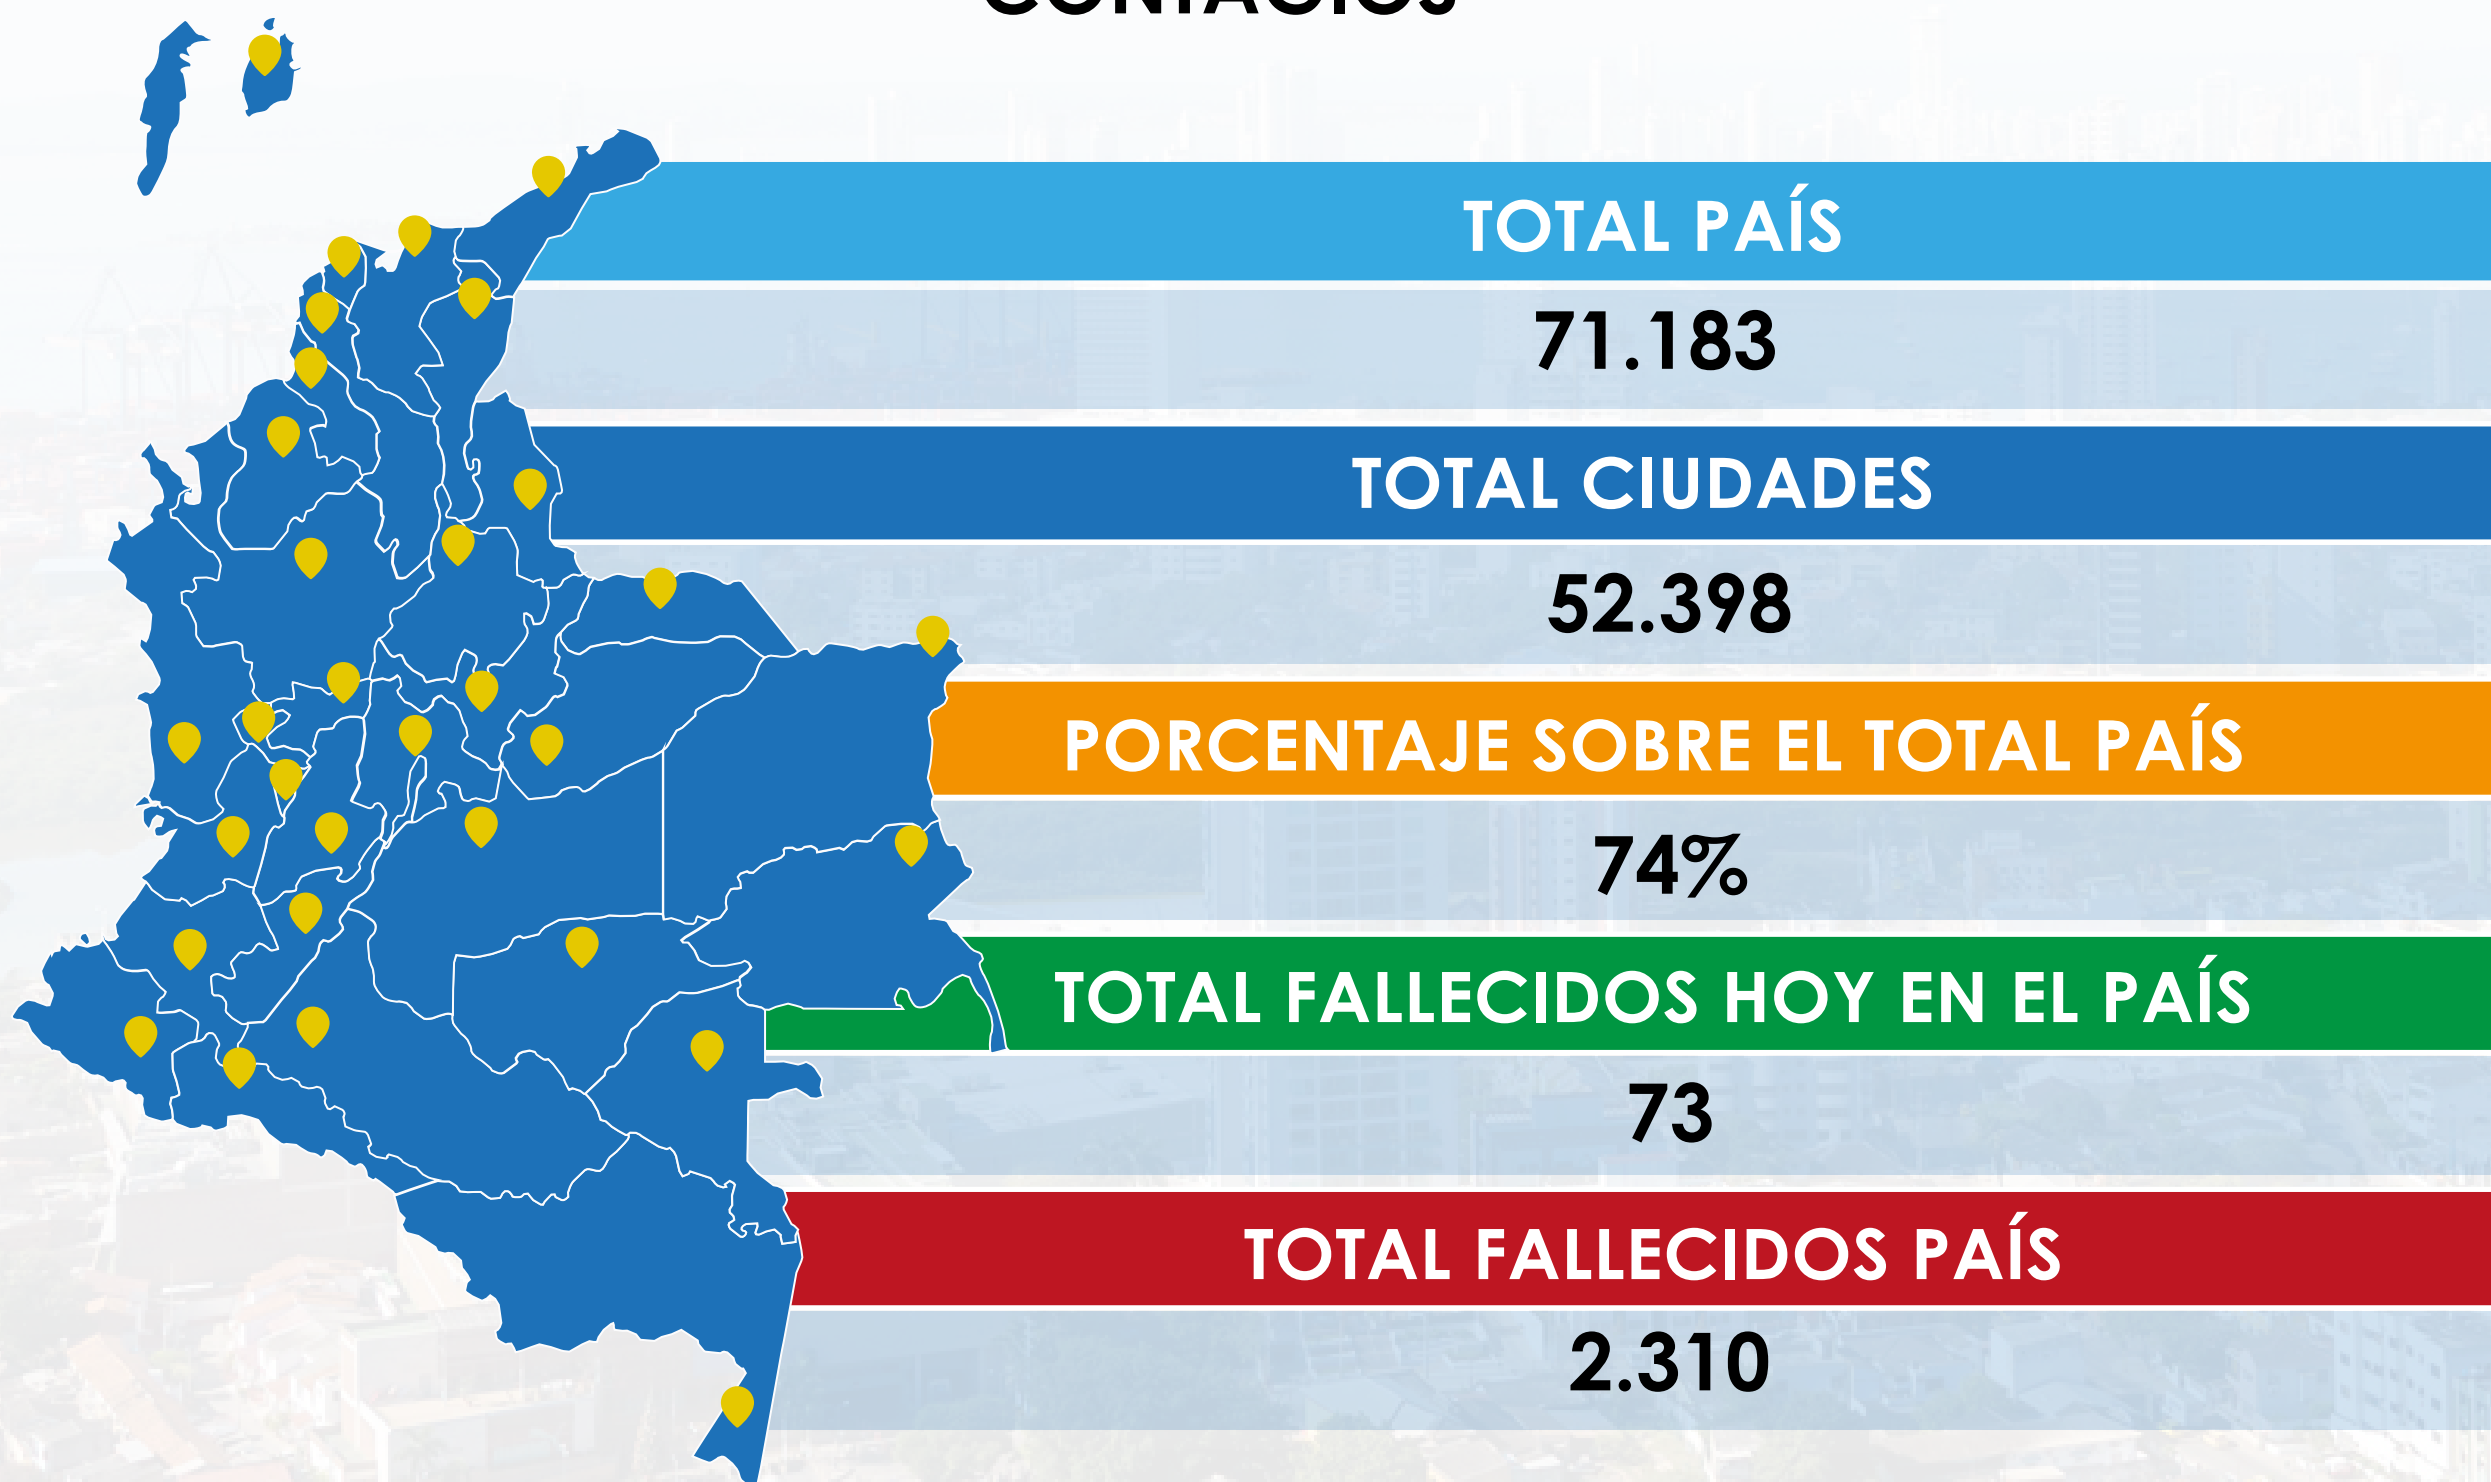 CONTAGIOS
TOTAL PAÍS
71.183
TOTAL CIUDADES
52.398
PORCENTAJE SOBRE EL TOTAL PAÍS
74%
TOTAL FALLECIDOS HOY EN EL PAÍS
73
TOTAL FALLECIDOS PAÍS
2.310